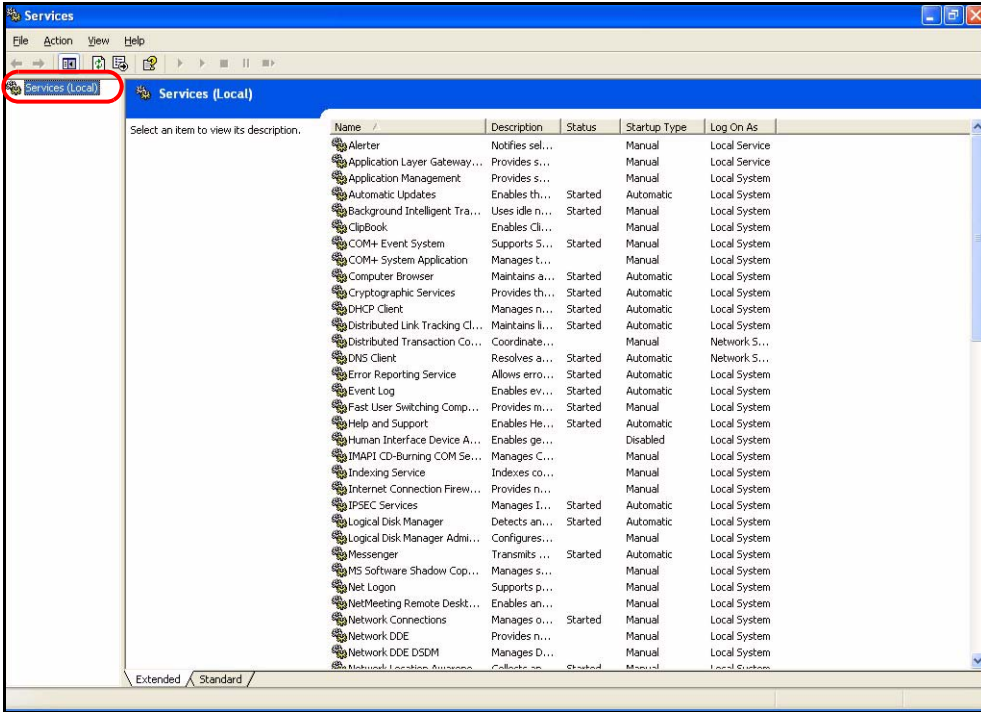 Services
File Action View Help
Services (Local)
Services (Local)
Select an item to view its description.
Name Description Status Startup Type Log On As
Alerter Notifies sel... Manual Local Service
Application Layer Gateway... Provides s... Manual Local Service
Application Management Provides s... Manual Local System
Automatic Updates Enables th... Started Automatic Local System
Background Intelligent Tra... Uses idle n... Started Manual Local System
ClipBook Enables Cli... Manual Local System
COM+ Event System Supports S... Started Manual Local System
COM+ System Application Manages t... Manual Local System
Computer Browser Maintains a... Started Automatic Local System
Cryptographic Services Provides th... Started Automatic Local System
DHCP Client Manages n... Started Automatic Local System
Distributed Link Tracking Cl... Maintains li... Started Automatic Local System
Distributed Transaction Co... Coordinate... Manual Network S...
DNS Client Resolves a... Started Automatic Network S...
Error Reporting Service Allows erro... Started Automatic Local System
Event Log Enables ev... Started Automatic Local System
Fast User Switching Comp... Provides m... Started Manual Local System
Help and Support Enables He... Started Automatic Local System
Human Interface Device A... Enables ge... Disabled Local System
IMAPI CD-Burning COM Se... Manages C... Manual Local System
Indexing Service Indexes co... Manual Local System
Internet Connection Firew... Provides n... Manual Local System
IPSEC Services Manages I... Started Automatic Local System
Logical Disk Manager Detects an... Started Automatic Local System
Logical Disk Manager Admi... Configures... Manual Local System
Messenger Transmits ... Started Automatic Local System
MS Software Shadow Cop... Manages s... Manual Local System
Net Logon Supports p... Manual Local System
NetMeeting Remote Deskt... Enables an... Manual Local System
Network Connections Manages o... Started Manual Local System
Network DDE Provides n... Manual Local System
Network DDE DSDM Manages D... Manual Local System
Network Location Awarene... Collects an... Started Manual Local System
Extended Standard